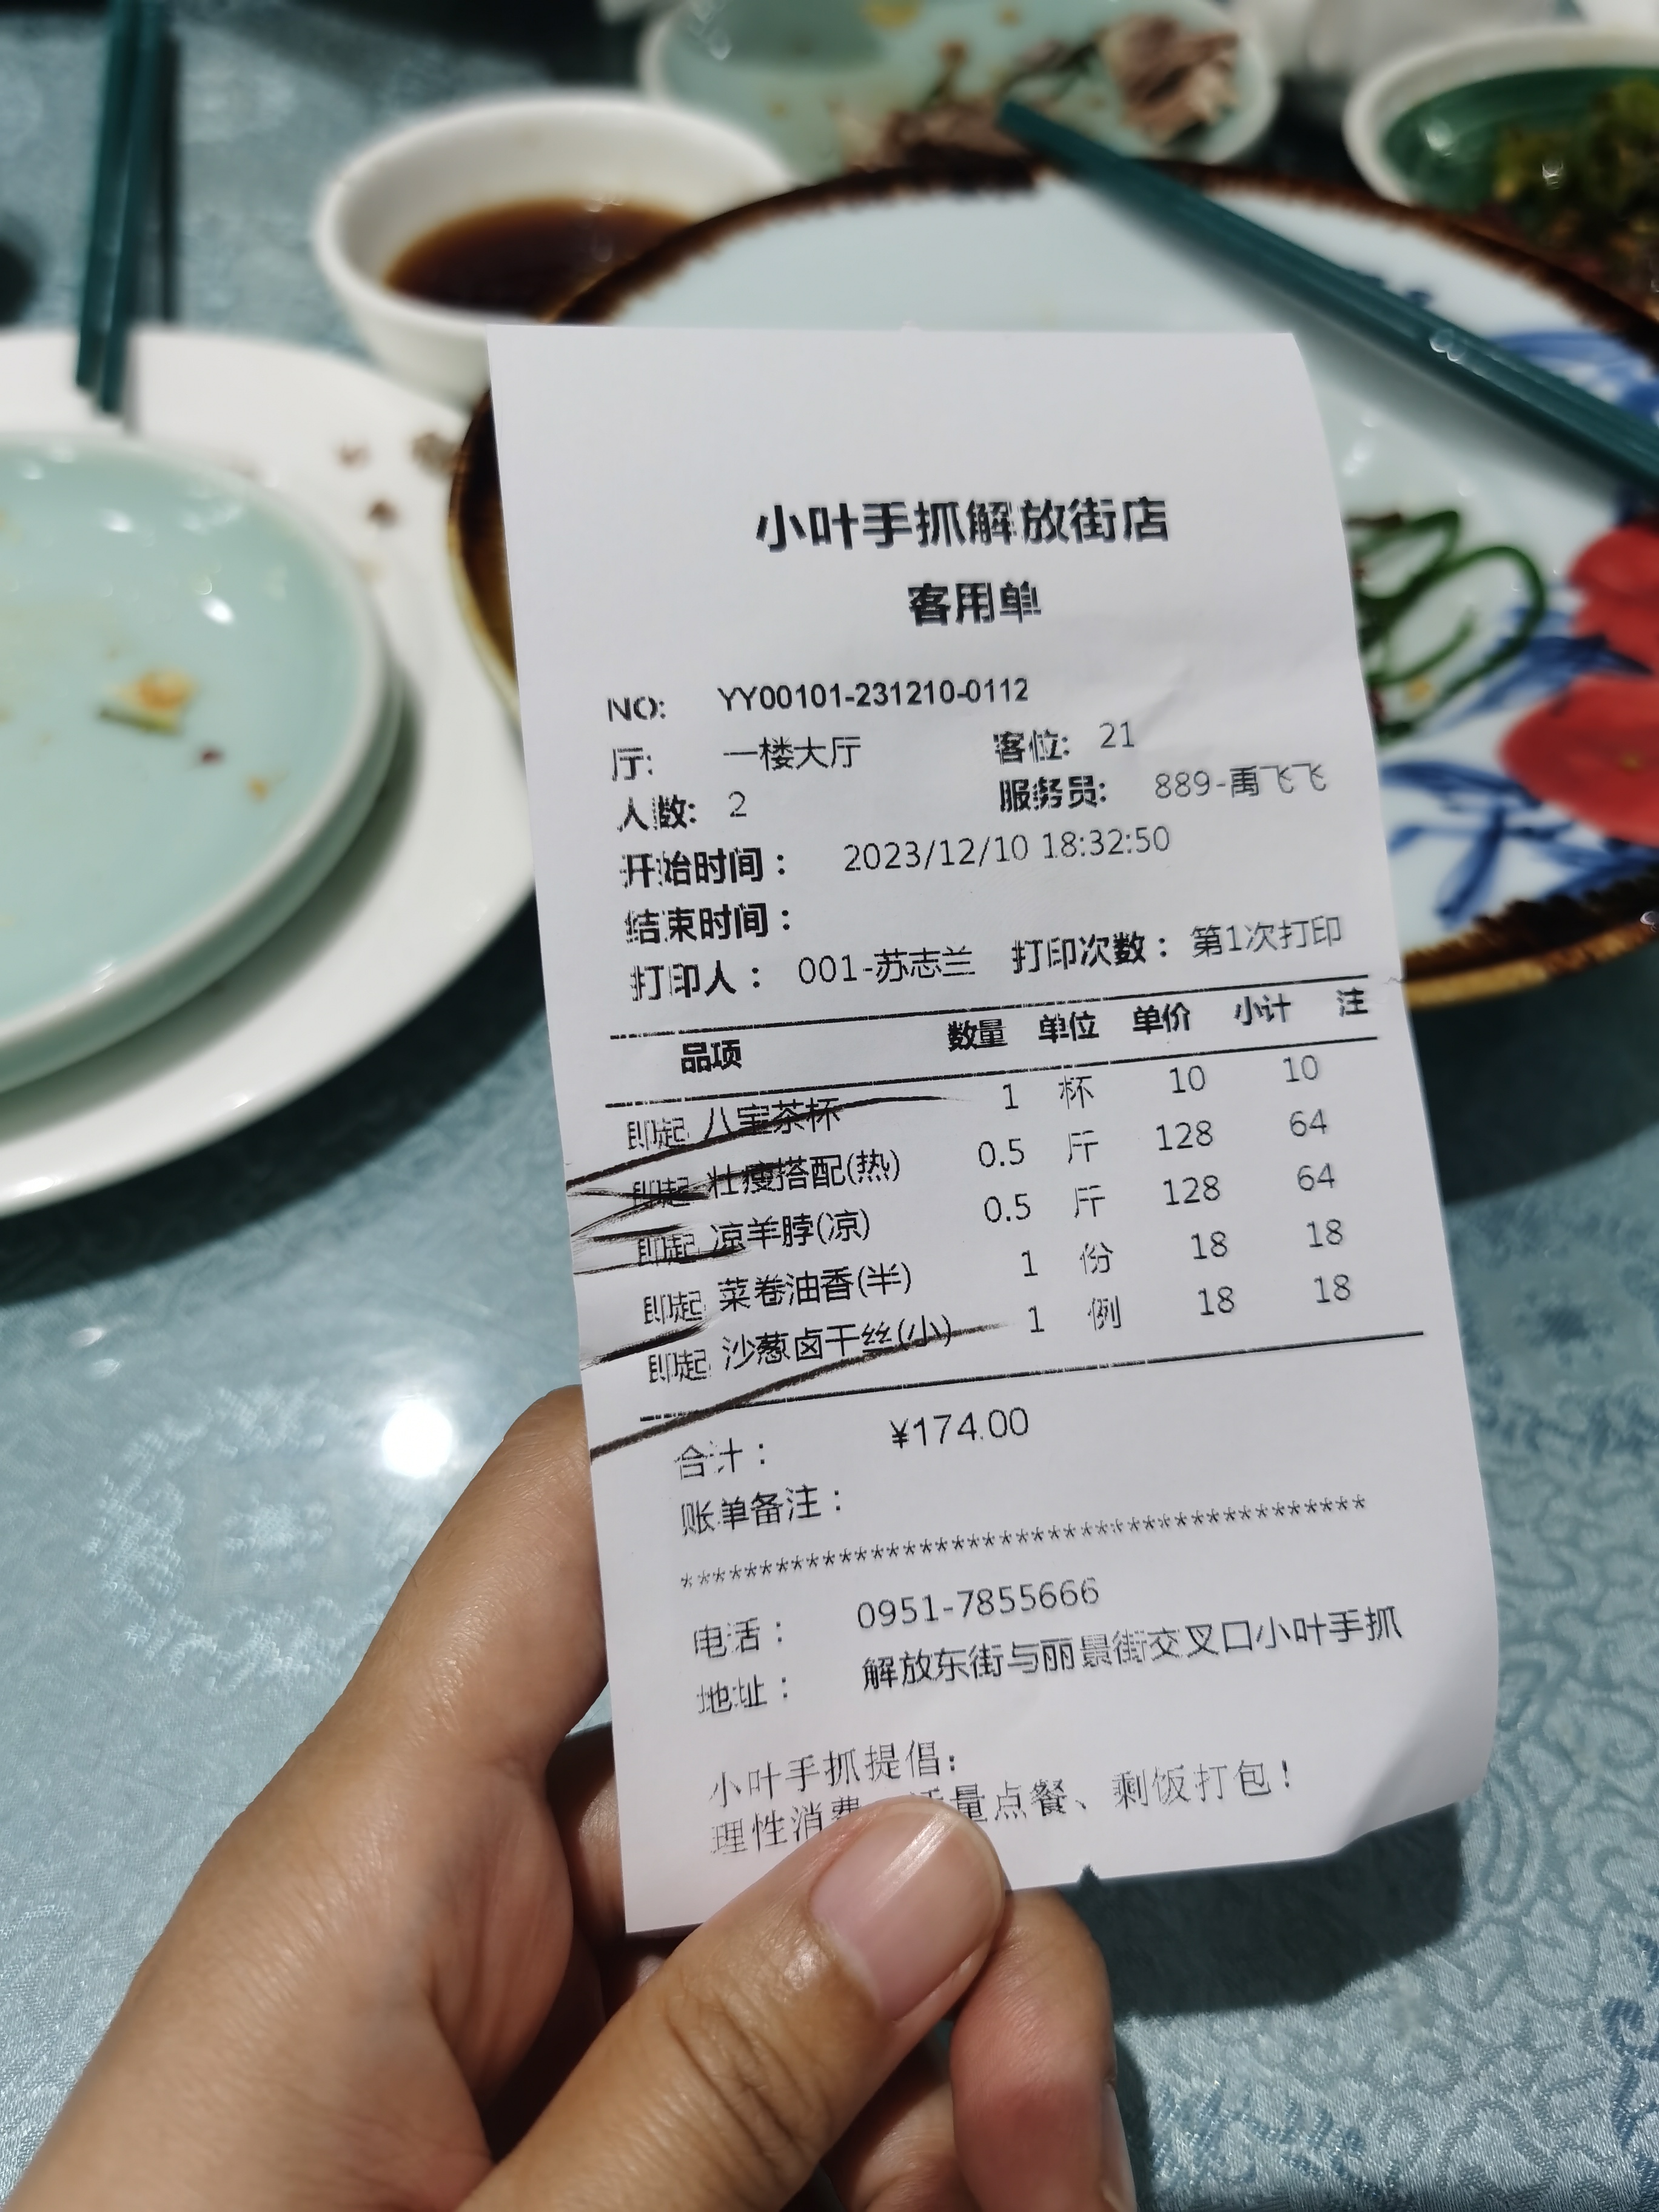 小叶手抓解放街店
客用单
NO: YY00101-231210-0112
厅: 一楼大厅 客位: 21
人数: 2 服务员: 889-禹飞飞
开始时间： 2023/12/10 18:32:50
结束时间：
打印人： 001-苏志兰 打印次数： 第1次打印
品项 数量 单位 单价 小计 注
即起 八宝茶杯 1 杯 10 10
即起 壮瘦搭配(热) 0.5 斤 128 64
即起 凉羊脖(凉) 0.5 斤 128 64
即起 菜卷油香(半) 1 份 18 18
即起 沙葱卤干丝(小) 1 例 18 18
合计： ¥174.00
账单备注：
******************************************
电话： 0951-7855666
地址： 解放东街与丽景街交叉口小叶手抓
小叶手抓提倡:
理性消费 量点餐、剩饭打包!